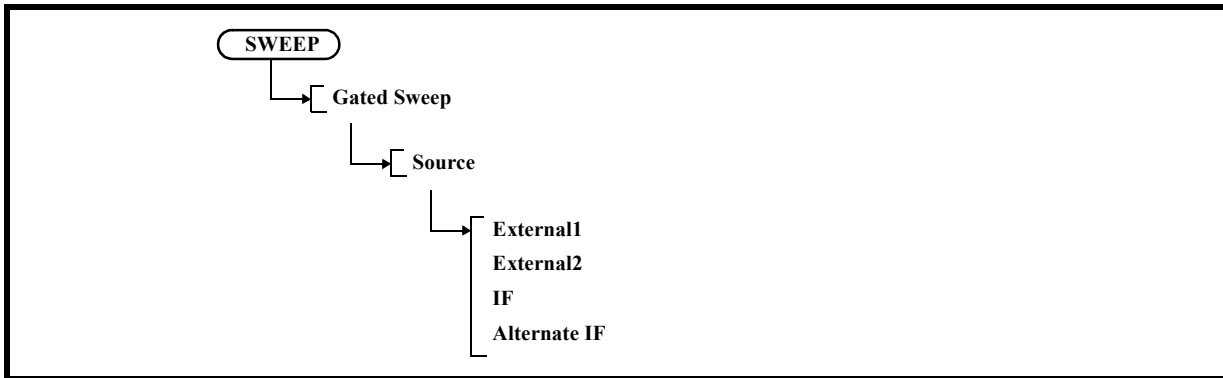 SWEEP
Gated Sweep
Source
External1
External2
IF
Alternate IF